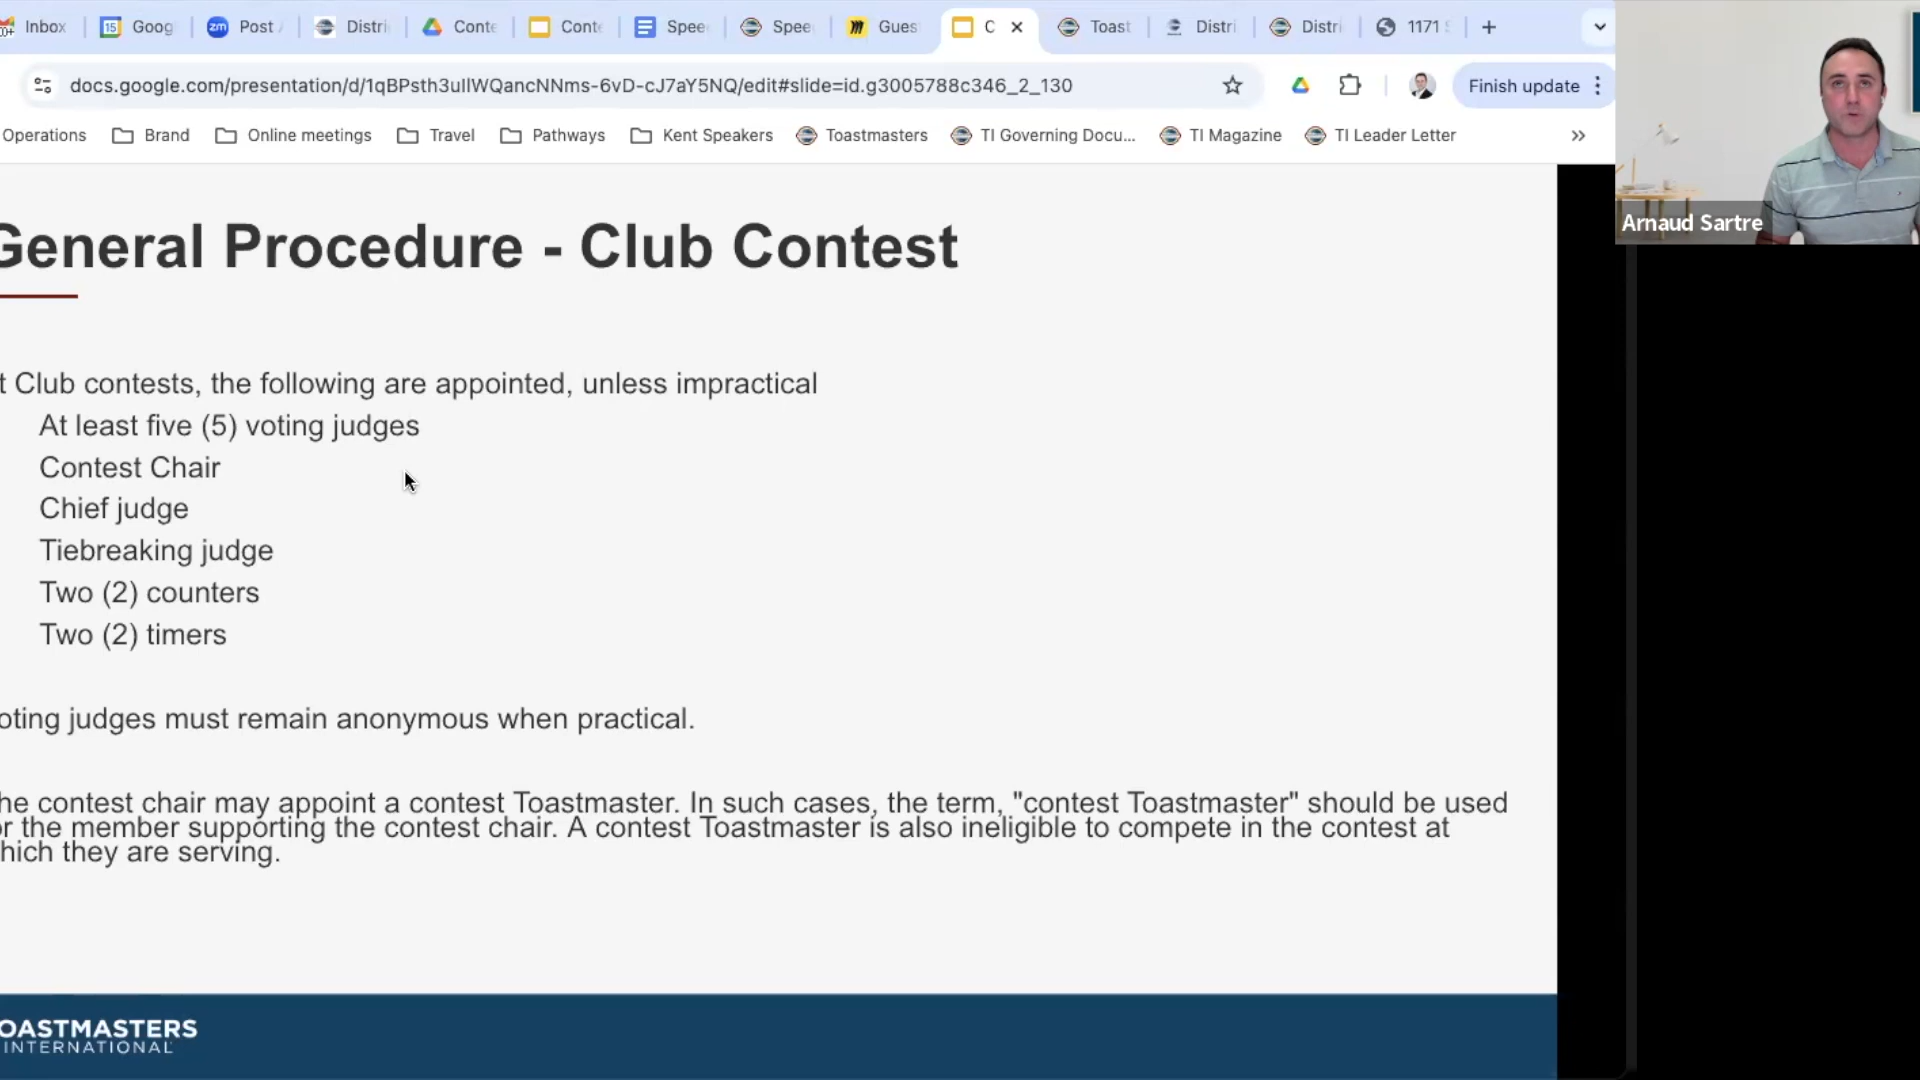 Inbox
15 Goog
zm Post
Distri
Conte
Conte
Spee
Spee
Gues
C
Toast
Distri
Distri
1171
docs.google.com/presentation/d/1qBPsth3uIlWQancNNms-6vD-cJ7aY5NQ/edit#slide=id.g3005788c346_2_130
Finish update
Operations
Brand
Online meetings
Travel
Pathways
Kent Speakers
Toastmasters
TI Governing Docu...
TI Magazine
TI Leader Letter
Arnaud Sartre
General Procedure - Club Contest
t Club contests, the following are appointed, unless impractical
At least five (5) voting judges
Contest Chair
Chief judge
Tiebreaking judge
Two (2) counters
Two (2) timers
oting judges must remain anonymous when practical.
he contest chair may appoint a contest Toastmaster. In such cases, the term, "contest Toastmaster" should be used
or the member supporting the contest chair. A contest Toastmaster is also ineligible to compete in the contest at
hich they are serving.
OASTMASTERS
INTERNATIONAL